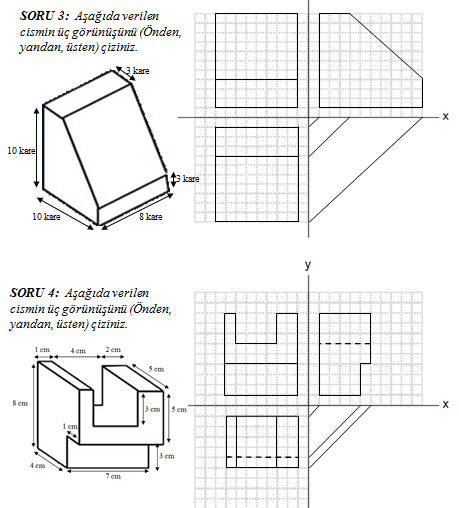 SORU 3: Aşağıda verilen
cismin üç görünüşünü (Önden,
yandan, üsten) çiziniz.
3 kare
10 kare
3 kare
10 kare
8 kare
x
SORU 4: Aşağıda verilen
cismin üç görünüşünü (Önden,
yandan, üsten) çiziniz.
y
1 cm
4 cm
2 cm
5 cm
8 cm
3 cm
5 cm
1 cm
3 cm
4 cm
7 cm
x